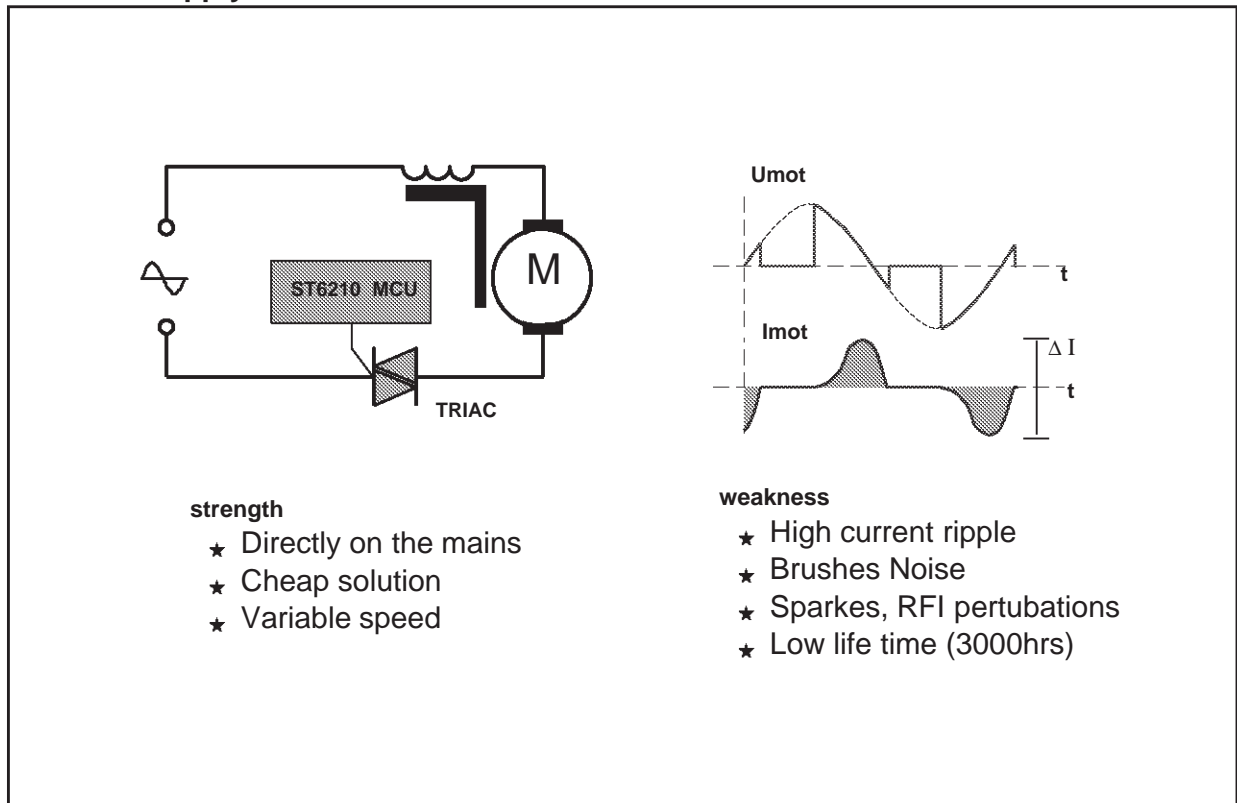 M
ST6210 MCU
TRIAC
Umot
t
Imot
Δ I
t
strength
★ Directly on the mains
★ Cheap solution
★ Variable speed
weakness
★ High current ripple
★ Brushes Noise
★ Sparkes, RFI pertubations
★ Low life time (3000hrs)